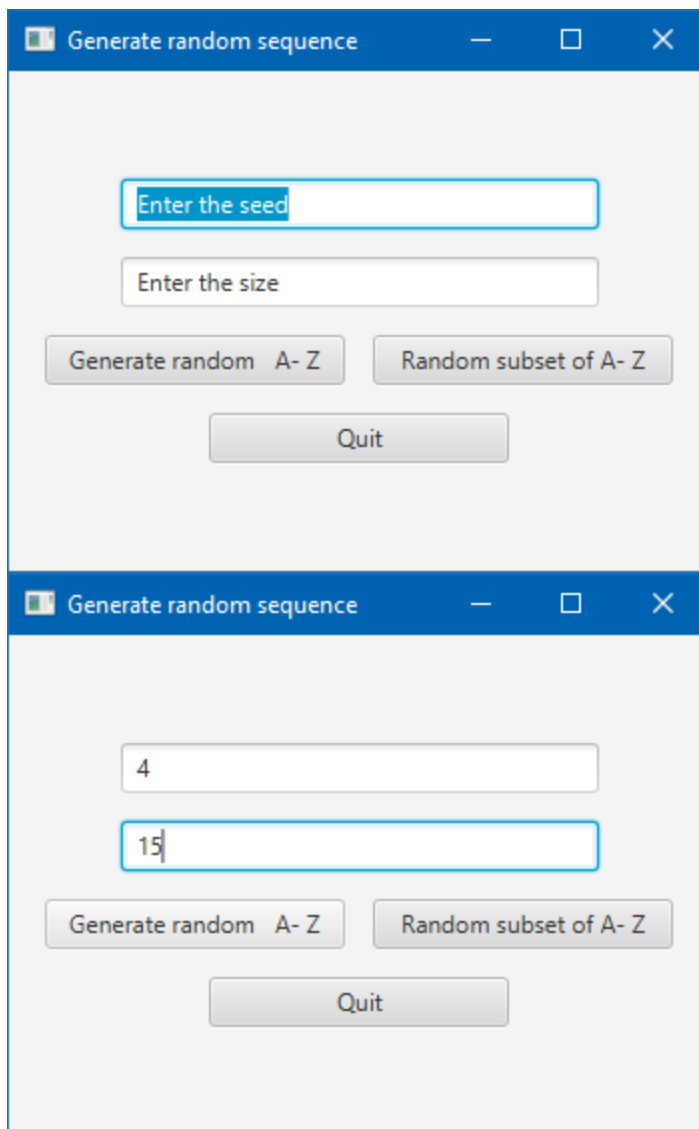 Generate random sequence
Enter the seed
Enter the size
Generate random   A- Z Random subset of A- Z
Quit
Generate random sequence
4
15
Generate random   A- Z Random subset of A- Z
Quit